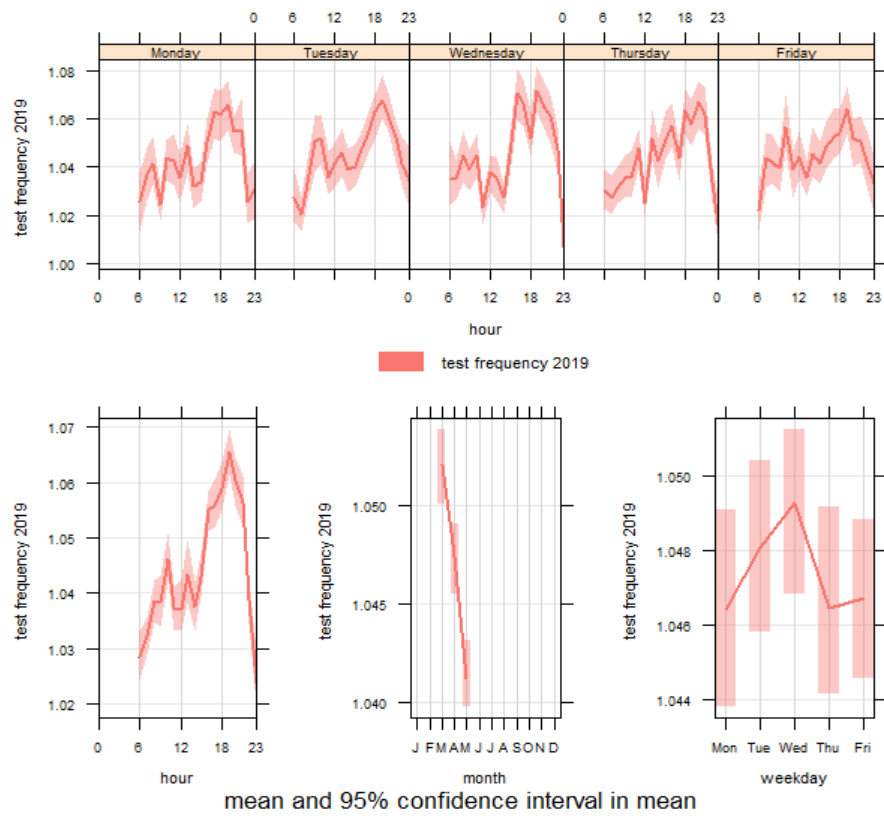 0 6 12 18 23 0 6 12 18 23
Monday Tuesday Wednesday Thursday Friday
1.08
1.06
1.04
1.02
1.00
test frequency 2019
0 6 12 18 23 0 6 12 18 23 0 6 12 18 23
hour
test frequency 2019
1.07
1.06
1.05
1.04
1.03
1.02
test frequency 2019
0 6 12 18 23
hour
1.050
1.045
1.040
test frequency 2019
J F M A M J J A S O N D
month
1.050
1.048
1.046
1.044
test frequency 2019
Mon Tue Wed Thu Fri
weekday
mean and 95% confidence interval in mean